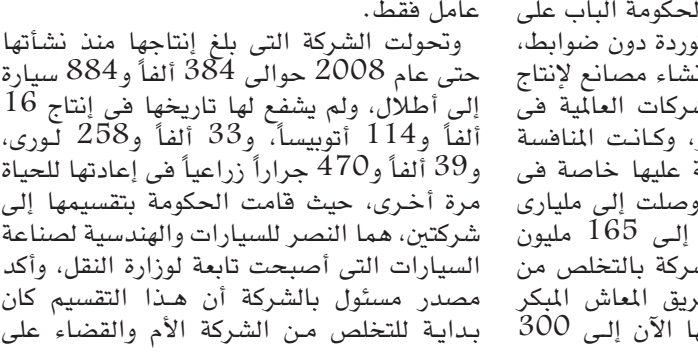 لحكومة الباب على
وردة دون ضوابط،
نشاء مصانع لإنتاج
شركات العالمية فى
، وكانت المنافسة
ة عليها خاصة فى
وصلت إلى مليارى
إلى 165 مليون
شركة بالتخلص من
ريق المعاش المبكر
ها الآن إلى 300
عامل فقط.
وتحولت الشركة التى بلغ إنتاجها منذ نشأتها
حتى عام 2008 حوالى 384 ألفاً و884 سيارة
إلى أطلال، ولم يشفع لها تاريخها فى إنتاج 16
ألفاً و114 أتوبيساً، و33 ألفاً و258 لورى،
و39 ألفاً و470 جراراً زراعياً فى إعادتها للحياة
مرة أخرى، حيث قامت الحكومة بتقسيمها إلى
شركتين، هما النصر للسيارات والهندسية لصناعة
السيارات التى أصبحت تابعة لوزارة النقل، وأكد
مصدر مسئول بالشركة أن هذا التقسيم كان
بداية للتخلص من الشركة الأم والقضاء على